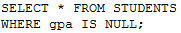 SELECT * FROM STUDENTS
WHERE gpa IS NULL;